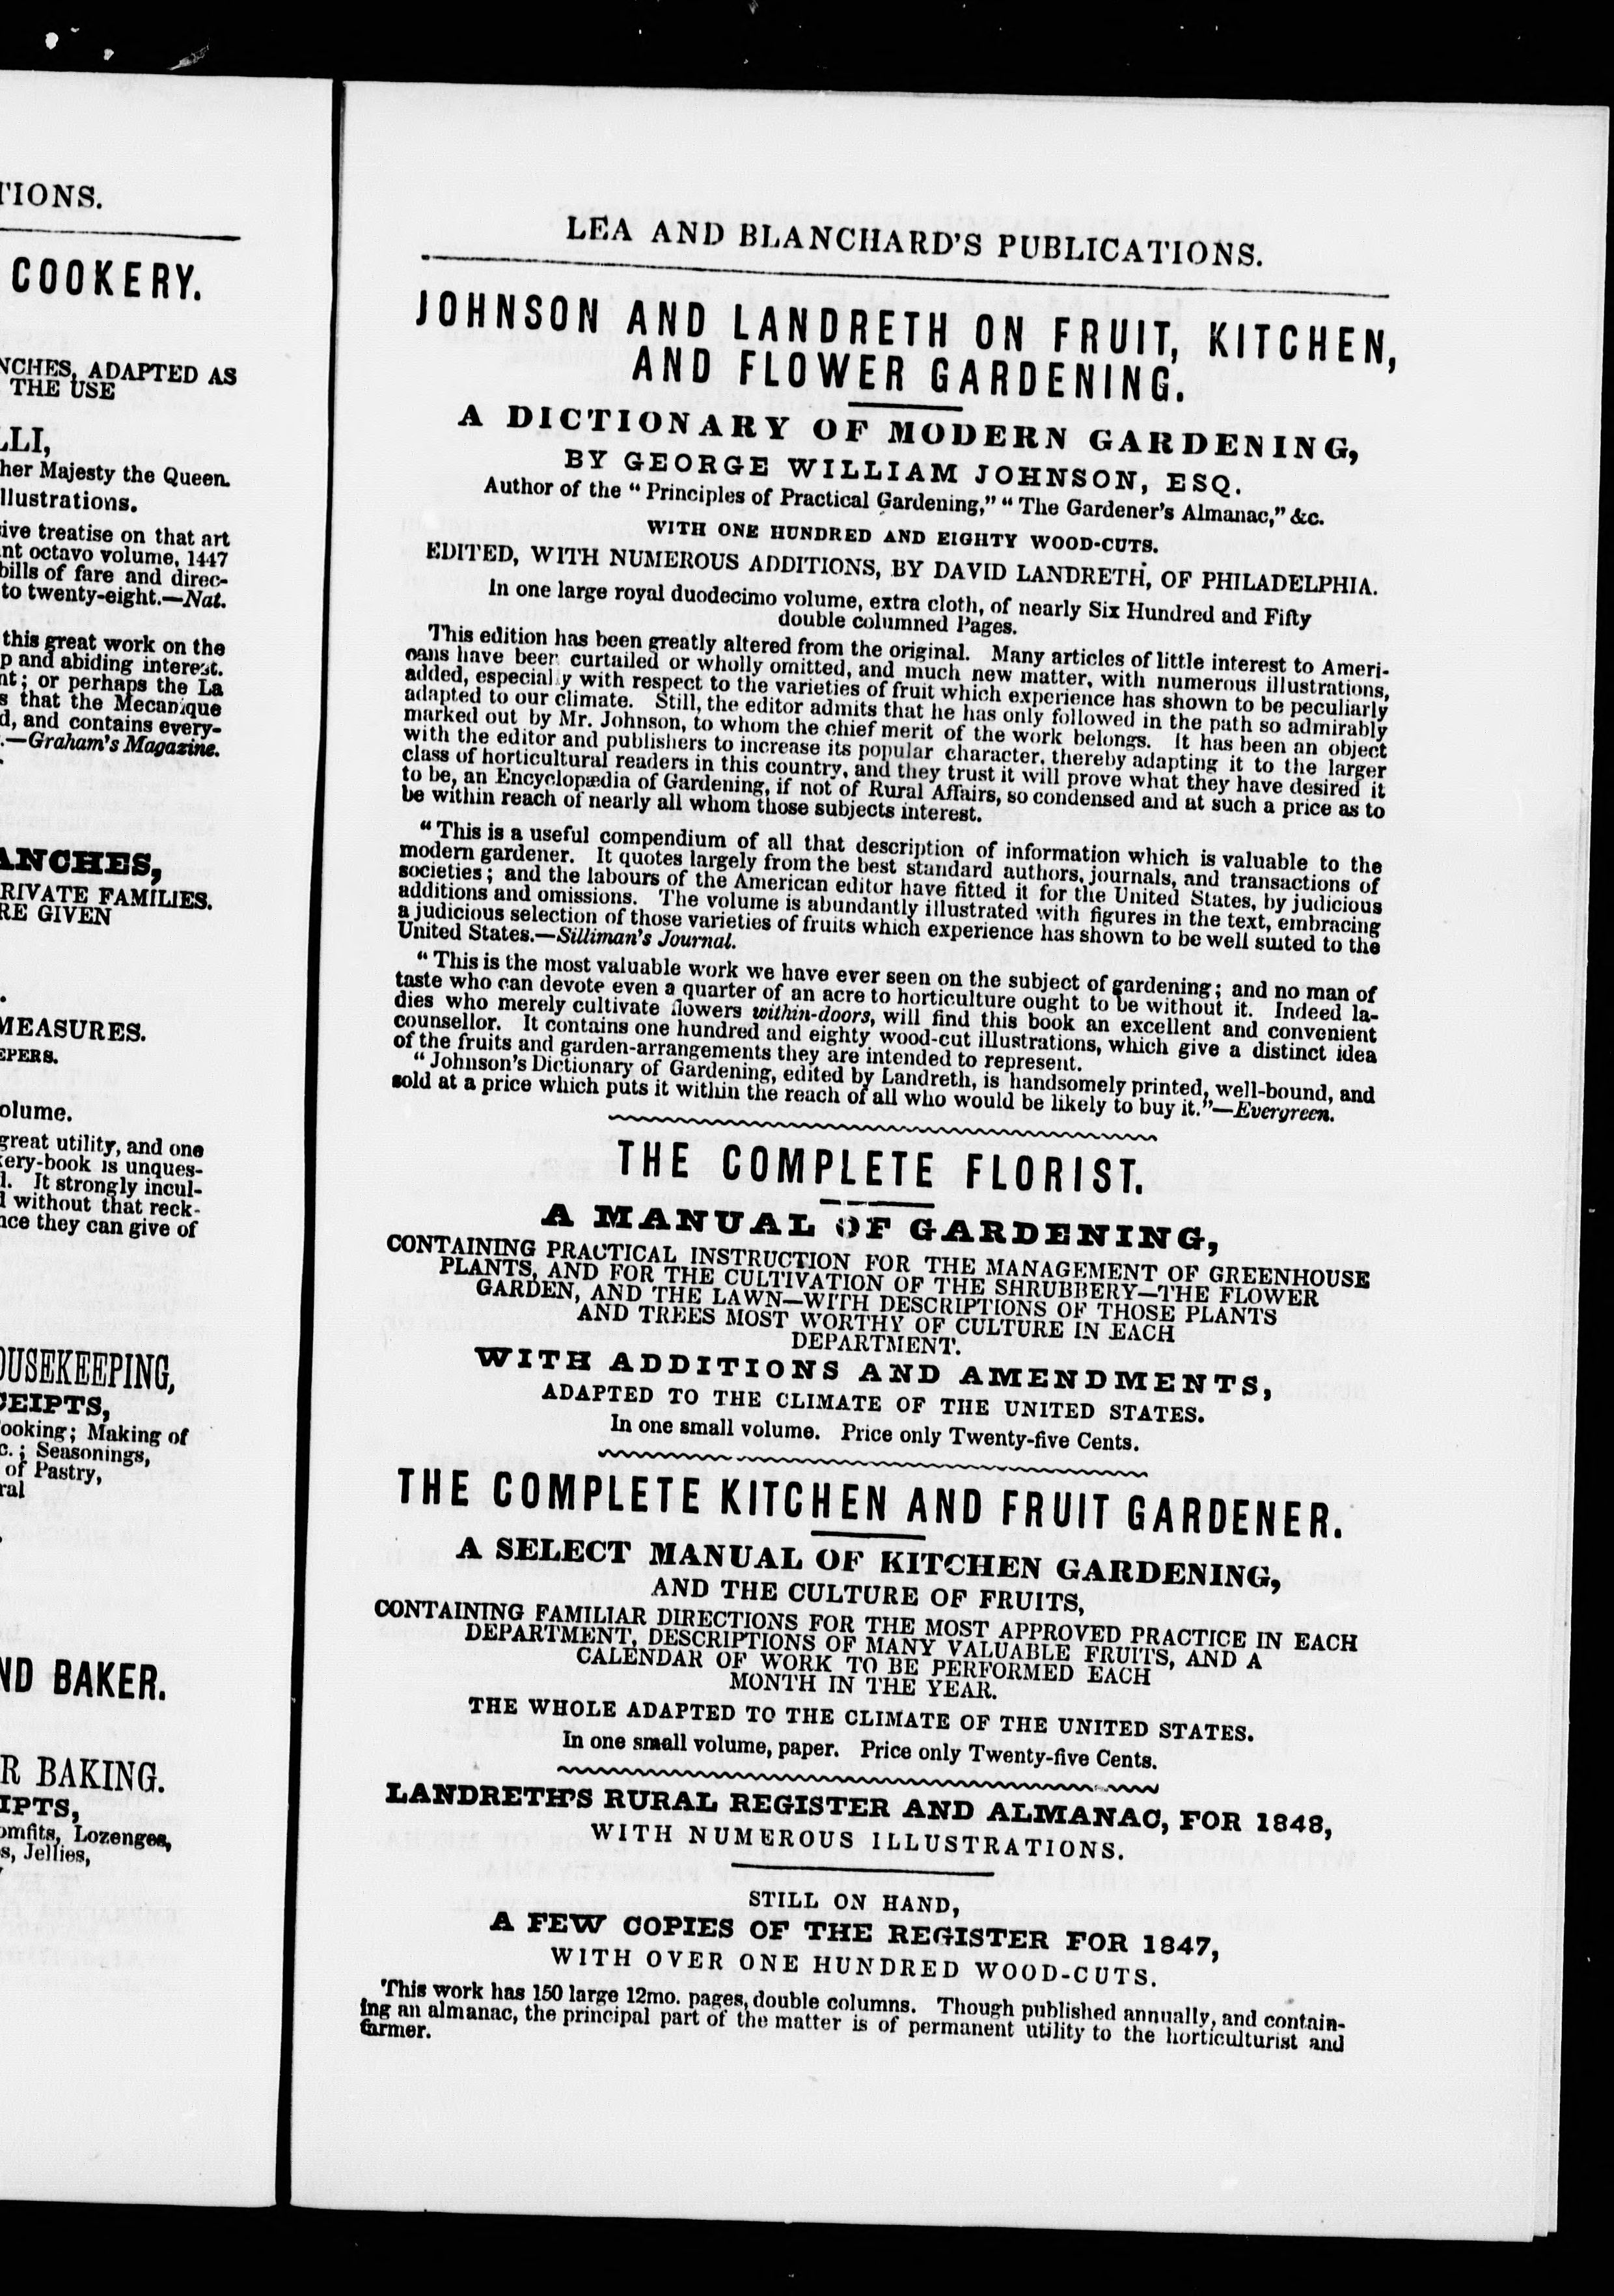 TIONS.
COOKERY.
NCHES, ADAPTED AS
THE USE
LLI,
her Majesty the Queen.
llustrations.
ive treatise on that art
nt octavo volume, 1447
bills of fare and direc-
to twenty-eight.—Nat.
this great work on the
p and abiding interest.
nt; or perhaps the La
s that the Mecanique
d, and contains every-
.—Graham's Magazine.
ANCHES,
RIVATE FAMILIES.
RE GIVEN
MEASURES.
EPERS.
olume.
great utility, and one
ery-book is unques-
d. It strongly incul-
d without that reck-
nce they can give of
OUSEKEEPING,
CEIPTS,
ooking; Making of
c.; Seasonings,
of Pastry,
ral
ND BAKER.
R BAKING.
IPTS,
omfits, Lozenges,
s, Jellies,
LEA AND BLANCHARD'S PUBLICATIONS.
JOHNSON AND LANDRETH ON FRUIT, KITCHEN,
AND FLOWER GARDENING.
A DICTIONARY OF MODERN GARDENING,
BY GEORGE WILLIAM JOHNSON, ESQ.
Author of the “ Principles of Practical Gardening,” “ The Gardener's Almanac,” &c.
WITH ONE HUNDRED AND EIGHTY WOOD-CUTS.
EDITED, WITH NUMEROUS ADDITIONS, BY DAVID LANDRETH, OF PHILADELPHIA.
In one large royal duodecimo volume, extra cloth, of nearly Six Hundred and Fifty
double columned Pages.
This edition has been greatly altered from the original. Many articles of little interest to Ameri-
cans have been curtailed or wholly omitted, and much new matter, with numerous illustrations,
added, especially with respect to the varieties of fruit which experience has shown to be peculiarly
adapted to our climate. Still, the editor admits that he has only followed in the path so admirably
marked out by Mr. Johnson, to whom the chief merit of the work belongs. It has been an object
with the editor and publishers to increase its popular character, thereby adapting it to the larger
class of horticultural readers in this country, and they trust it will prove what they have desired it
to be, an Encyclopædia of Gardening, if not of Rural Affairs, so condensed and at such a price as to
be within reach of nearly all whom those subjects interest.
“ This is a useful compendium of all that description of information which is valuable to the
modern gardener. It quotes largely from the best standard authors, journals, and transactions of
societies; and the labours of the American editor have fitted it for the United States, by judicious
additions and omissions. The volume is abundantly illustrated with figures in the text, embracing
a judicious selection of those varieties of fruits which experience has shown to be well suited to the
United States.—Silliman's Journal.
“ This is the most valuable work we have ever seen on the subject of gardening; and no man of
taste who can devote even a quarter of an acre to horticulture ought to be without it. Indeed la-
dies who merely cultivate flowers within-doors, will find this book an excellent and convenient
counsellor. It contains one hundred and eighty wood-cut illustrations, which give a distinct idea
of the fruits and garden-arrangements they are intended to represent.
“ Johnson's Dictionary of Gardening, edited by Landreth, is handsomely printed, well-bound, and
sold at a price which puts it within the reach of all who would be likely to buy it.”—Evergreen.
THE COMPLETE FLORIST.
A MANUAL OF GARDENING,
CONTAINING PRACTICAL INSTRUCTION FOR THE MANAGEMENT OF GREENHOUSE
PLANTS, AND FOR THE CULTIVATION OF THE SHRUBBERY—THE FLOWER
GARDEN, AND THE LAWN—WITH DESCRIPTIONS OF THOSE PLANTS
AND TREES MOST WORTHY OF CULTURE IN EACH
DEPARTMENT.
WITH ADDITIONS AND AMENDMENTS,
ADAPTED TO THE CLIMATE OF THE UNITED STATES.
In one small volume. Price only Twenty-five Cents.
THE COMPLETE KITCHEN AND FRUIT GARDENER.
A SELECT MANUAL OF KITCHEN GARDENING,
AND THE CULTURE OF FRUITS,
CONTAINING FAMILIAR DIRECTIONS FOR THE MOST APPROVED PRACTICE IN EACH
DEPARTMENT, DESCRIPTIONS OF MANY VALUABLE FRUITS, AND A
CALENDAR OF WORK TO BE PERFORMED EACH
MONTH IN THE YEAR.
THE WHOLE ADAPTED TO THE CLIMATE OF THE UNITED STATES.
In one small volume, paper. Price only Twenty-five Cents.
LANDRETH'S RURAL REGISTER AND ALMANAC, FOR 1848,
WITH NUMEROUS ILLUSTRATIONS.
STILL ON HAND,
A FEW COPIES OF THE REGISTER FOR 1847,
WITH OVER ONE HUNDRED WOOD-CUTS.
This work has 150 large 12mo. pages, double columns. Though published annually, and contain-
ing an almanac, the principal part of the matter is of permanent utility to the horticulturist and
farmer.